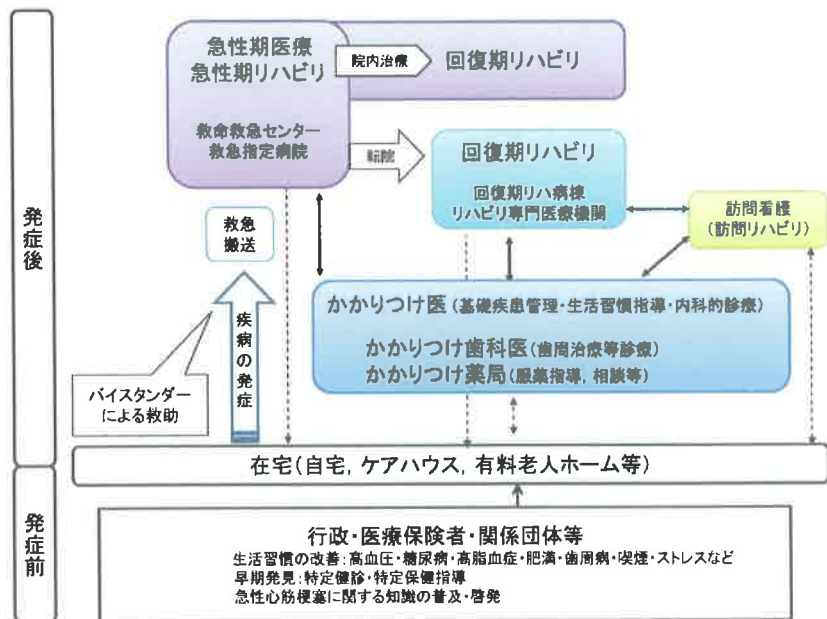 発症後
急性期医療
急性期リハビリ
救命救急センター
救急指定病院
院内治療
回復期リハビリ
転院
回復期リハビリ
回復期リハ病棟
リハビリ専門医療機関
訪問看護
(訪問リハビリ)
救急
搬送
疾病の発症
バイスタンダー
による救助
かかりつけ医(基礎疾患管理・生活習慣指導・内科的診療)
かかりつけ歯科医(歯周治療等診療)
かかりつけ薬局(服薬指導,相談等)
在宅(自宅,ケアハウス,有料老人ホーム等)
発症前
行政・医療保険者・関係団体等
生活習慣の改善:高血圧・糖尿病・高脂血症・肥満・歯周病・喫煙・ストレスなど
早期発見:特定健診・特定保健指導
急性心筋梗塞に関する知識の普及・啓発